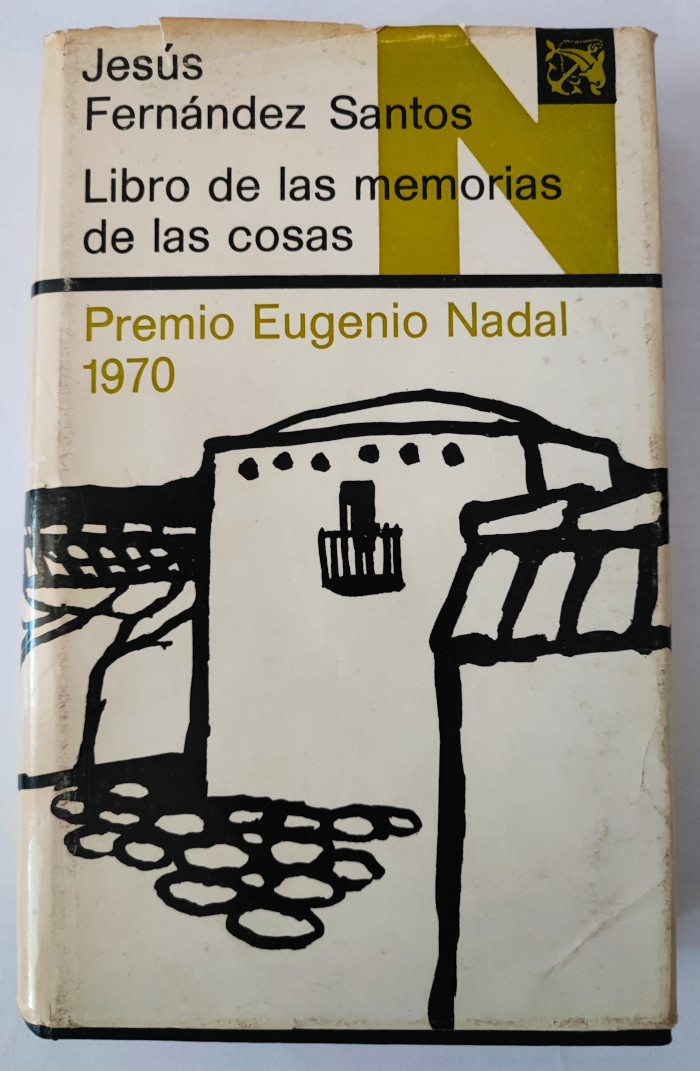 Jesús
Fernández Santos
Libro de las memorias
de las cosas
N
Premio Eugenio Nadal
1970